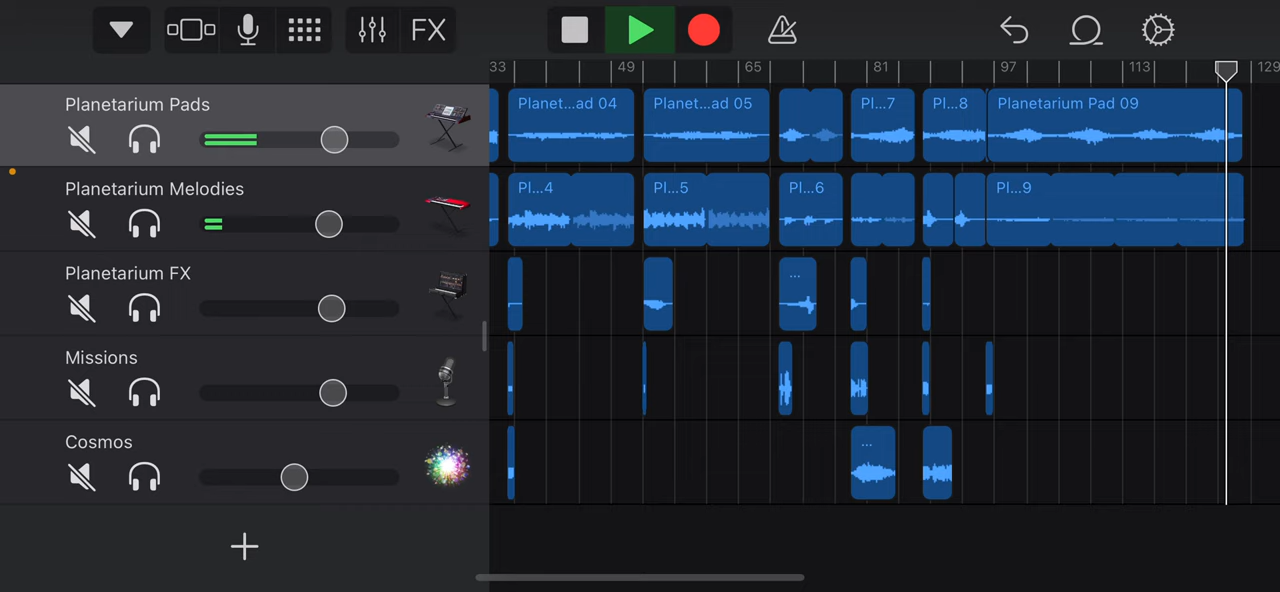 FX
33 49 65 81 97 113 129
Planetarium Pads
Planet...ad 04 Planet...ad 05 Pl...7 Pl...8 Planetarium Pad 09
Planetarium Melodies
Pl...4 Pl...5 Pl...6 Pl...9
Planetarium FX
...
Missions
Cosmos
...